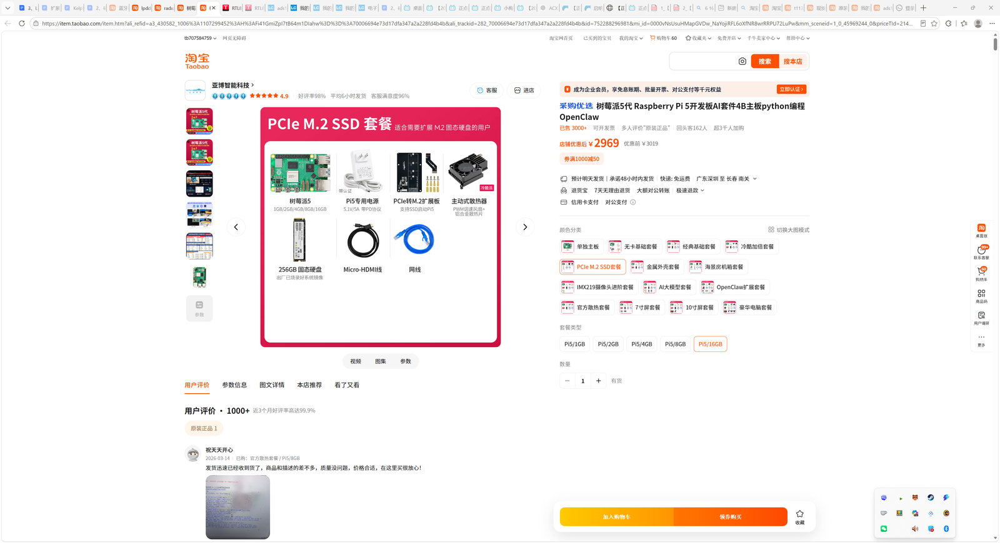 https://item.taobao.com/item.htm?ali_refid=a3_430582_1006%3A1107299452%3AH%3Afi41GmiZpI7tB64m1DIahw%3D%3D%3A70006694e73d17dfa347a2a228fd4b4b&ali_trackid=282_70006694e73d17dfa347a2a228fd4b4b&id=752288296981&mi_id=0000vNsUsuHMapGVDw_NaYojiRFL6oXfNR8wrRRPU72LuPw&mm_sceneid=1_0_45969244_0&priceTId=214...
tb707584759 网页无障碍
淘宝网首页 已买到的宝贝 我的淘宝 购物车 60 收藏夹 免费开店 千牛卖家中心 帮助中心
淘宝
Taobao
搜索 搜本店
亚博智能科技
4.9 好评率98% 平均6小时发货 客服满意度96%
客服 进店
PCIe M.2 SSD 套餐 适合需要扩展 M.2 固态硬盘的用户
带认证
冷酷派
树莓派5 Pi5专用电源 PCIe转M.2扩展板 主动式散热器
1GB/2GB/4GB/8GB/16GB 5.1V/5A 带PD协议 支持SSD启动Pi5 PWM调速风扇+
铝合金散热片
256GB 固态硬盘 Micro-HDMI线 网线
出厂已烧录好系统镜像
参数
视频 图集 参数
用户评价 参数信息 图文详情 本店推荐 看了又看
用户评价 · 1000+ 近3个月好评率高达99.9%
原装正品 1
祝天天开心
2026-03-14 已购：官方散热套餐 / Pi5/8GB
发货迅速已经收到货了，商品和描述的差不多，质量没问题，价格合适，在这里买很放心！
成为企业会员，享免息账期、批量开票、对公支付等千元权益 立即认证
采购优选 树莓派5代 Raspberry Pi 5开发板AI套件4B主板python编程
OpenClaw
已售 3000+ 可开发票 多人评价"原装正品" 回头客162人 超3千人加购
店铺优惠后 ¥ 2969 优惠前 ¥3019
券满1000减50
预计明天发货 | 承诺48小时内发货 快递: 免运费 广东深圳 至 长春 南关
退货宝 7天无理由退货 大额对公转账 极速退款
信用卡支付 对公支付
颜色分类 切换大图模式
单独主板 无卡基础套餐 经典基础套餐 冷酷加倍套餐
PCIe M.2 SSD套餐 金属外壳套餐 海景房机箱套餐
IMX219摄像头进阶套餐 AI大模型套餐 OpenClaw扩展套餐
官方散热套餐 7寸屏套餐 10寸屏套餐 豪华电脑套餐
套餐类型
Pi5/1GB Pi5/2GB Pi5/4GB Pi5/8GB Pi5/16GB
数量
1 有货
加入购物车 领券购买 收藏
桌面版
99+
联系客服
60
购物车
商品码
用户调研
更多